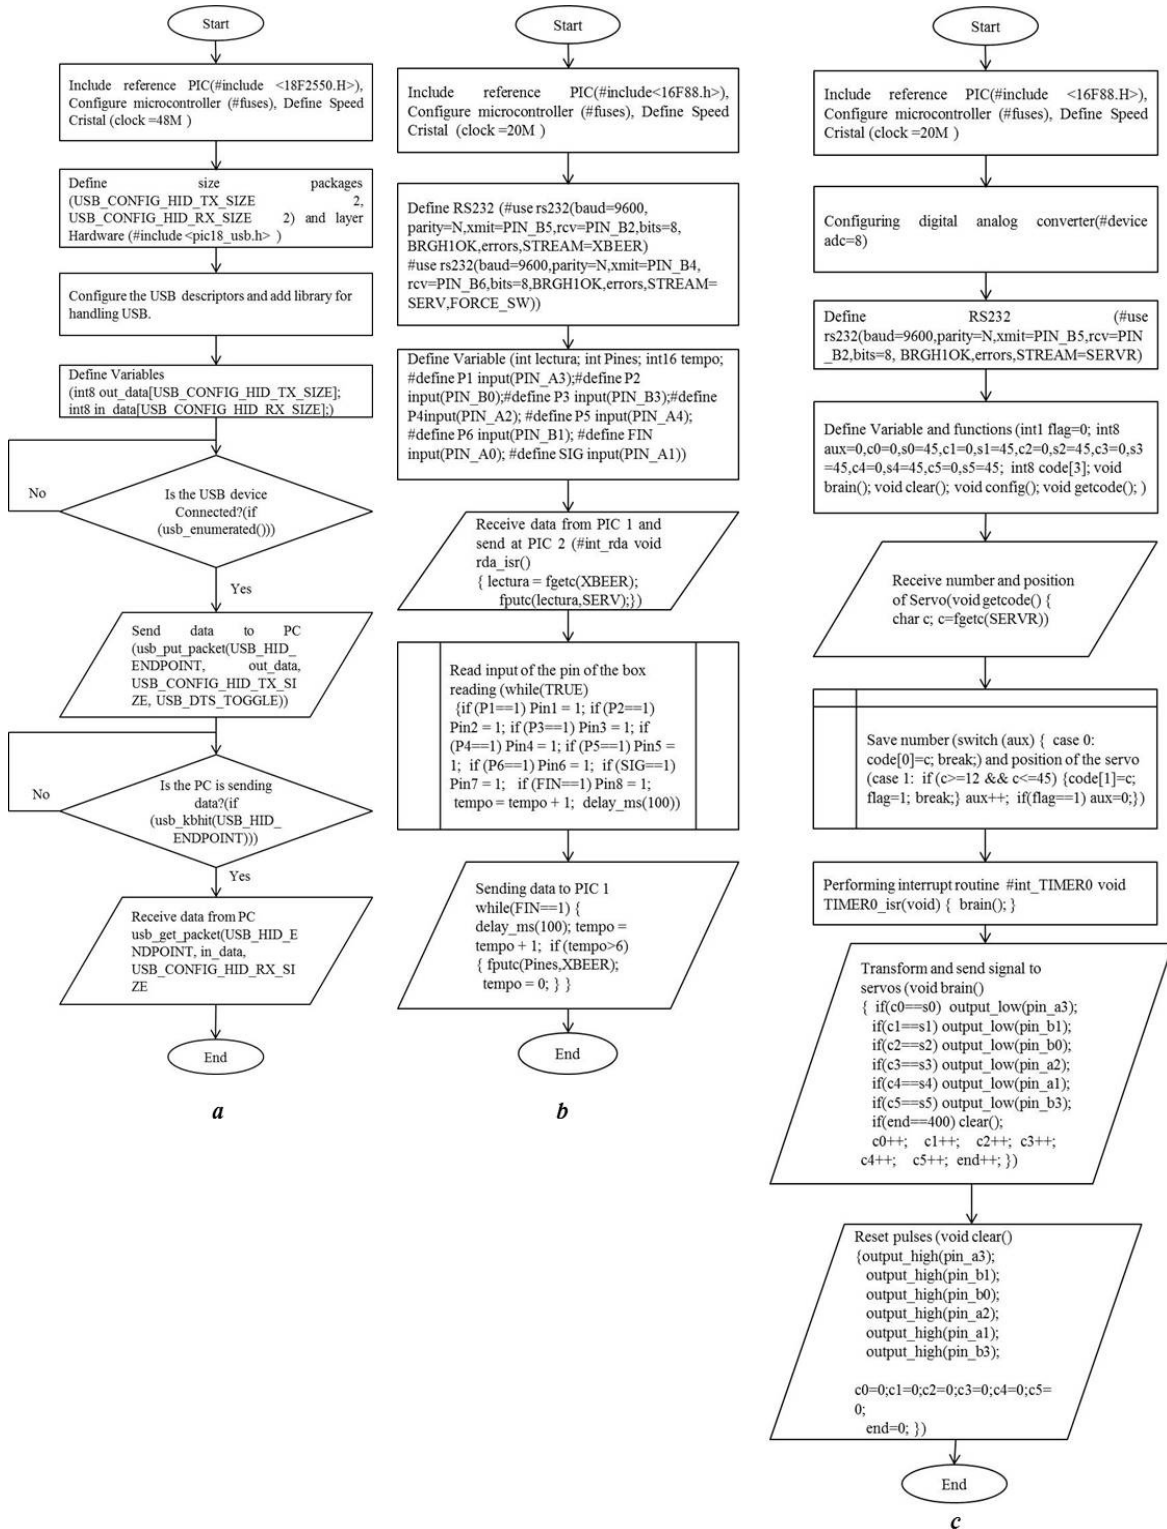 Start
Include reference PIC(#include <18F2550.H>),
Configure microcontroller (#fuses), Define Speed
Cristal (clock =48M )
Define size packages
(USB_CONFIG_HID_TX_SIZE 2,
USB_CONFIG_HID_RX_SIZE 2) and layer
Hardware (#include <pic18_usb.h> )
Configure the USB descriptors and add library for
handling USB.
Define Variables
(int8 out_data[USB_CONFIG_HID_TX_SIZE];
int8 in_data[USB_CONFIG_HID_RX_SIZE];)
No
Is the USB device
Connected?(if
(usb_enumerated()))
Yes
Send data to PC
(usb_put_packet(USB_HID_
ENDPOINT, out_data,
USB_CONFIG_HID_TX_SI
ZE, USB_DTS_TOGGLE))
No
Is the PC is sending
data?(if
(usb_kbhit(USB_HID_
ENDPOINT)))
Yes
Receive data from PC
usb_get_packet(USB_HID_E
NDPOINT, in_data,
USB_CONFIG_HID_RX_SI
ZE
End
a
Start
Include reference PIC(#include<16F88.h>),
Configure microcontroller (#fuses), Define Speed
Cristal (clock =20M )
Define RS232 (#use rs232(baud=9600,
parity=N,xmit=PIN_B5,rcv=PIN_B2,bits=8,
BRGH1OK,errors,STREAM=XBEER)
#use rs232(baud=9600,parity=N,xmit=PIN_B4,
rcv=PIN_B6,bits=8,BRGH1OK,errors,STREAM=
SERV,FORCE_SW))
Define Variable (int lectura; int Pines; int16 tempo;
#define P1 input(PIN_A3);#define P2
input(PIN_B0);#define P3 input(PIN_B3);#define
P4input(PIN_A2); #define P5 input(PIN_A4);
#define P6 input(PIN_B1); #define FIN
input(PIN_A0); #define SIG input(PIN_A1))
Receive data from PIC 1 and
send at PIC 2 (#int_rda void
rda_isr()
{ lectura = fgetc(XBEER);
fputc(lectura,SERV);})
Read input of the pin of the box
reading (while(TRUE)
{if (P1==1) Pin1 = 1; if (P2==1)
Pin2 = 1; if (P3==1) Pin3 = 1; if
(P4==1) Pin4 = 1; if (P5==1) Pin5 =
1; if (P6==1) Pin6 = 1; if (SIG==1)
Pin7 = 1; if (FIN==1) Pin8 = 1;
tempo = tempo + 1; delay_ms(100))
Sending data to PIC 1
while(FIN==1) {
delay_ms(100); tempo =
tempo + 1; if (tempo>6)
{ fputc(Pines,XBEER);
tempo = 0; } }
End
b
Start
Include reference PIC(#include <16F88.H>),
Configure microcontroller (#fuses), Define Speed
Cristal (clock =20M )
Configuring digital analog converter(#device
adc=8)
Define RS232 (#use
rs232(baud=9600,parity=N,xmit=PIN_B5,rcv=PIN
_B2,bits=8, BRGH1OK,errors,STREAM=SERVR)
Define Variable and functions (int1 flag=0; int8
aux=0,c0=0,s0=45,c1=0,s1=45,c2=0,s2=45,c3=0,s3
=45,c4=0,s4=45,c5=0,s5=45; int8 code[3]; void
brain(); void clear(); void config(); void getcode(); )
Receive number and position
of Servo(void getcode() {
char c; c=fgetc(SERVR))
Save number (switch (aux) { case 0:
code[0]=c; break;) and position of the servo
(case 1: if (c>=12 && c<=45) {code[1]=c;
flag=1; break;} aux++; if(flag==1) aux=0;})
Performing interrupt routine #int_TIMER0 void
TIMER0_isr(void) { brain(); }
Transform and send signal to
servos (void brain()
{ if(c0==s0) output_low(pin_a3);
if(c1==s1) output_low(pin_b1);
if(c2==s2) output_low(pin_b0);
if(c3==s3) output_low(pin_a2);
if(c4==s4) output_low(pin_a1);
if(c5==s5) output_low(pin_b3);
if(end==400) clear();
c0++; c1++; c2++; c3++;
c4++; c5++; end++; })
Reset pulses (void clear()
{output_high(pin_a3);
output_high(pin_b1);
output_high(pin_b0);
output_high(pin_a2);
output_high(pin_a1);
output_high(pin_b3);
c0=0;c1=0;c2=0;c3=0;c4=0;c5=
0;
end=0; })
End
c